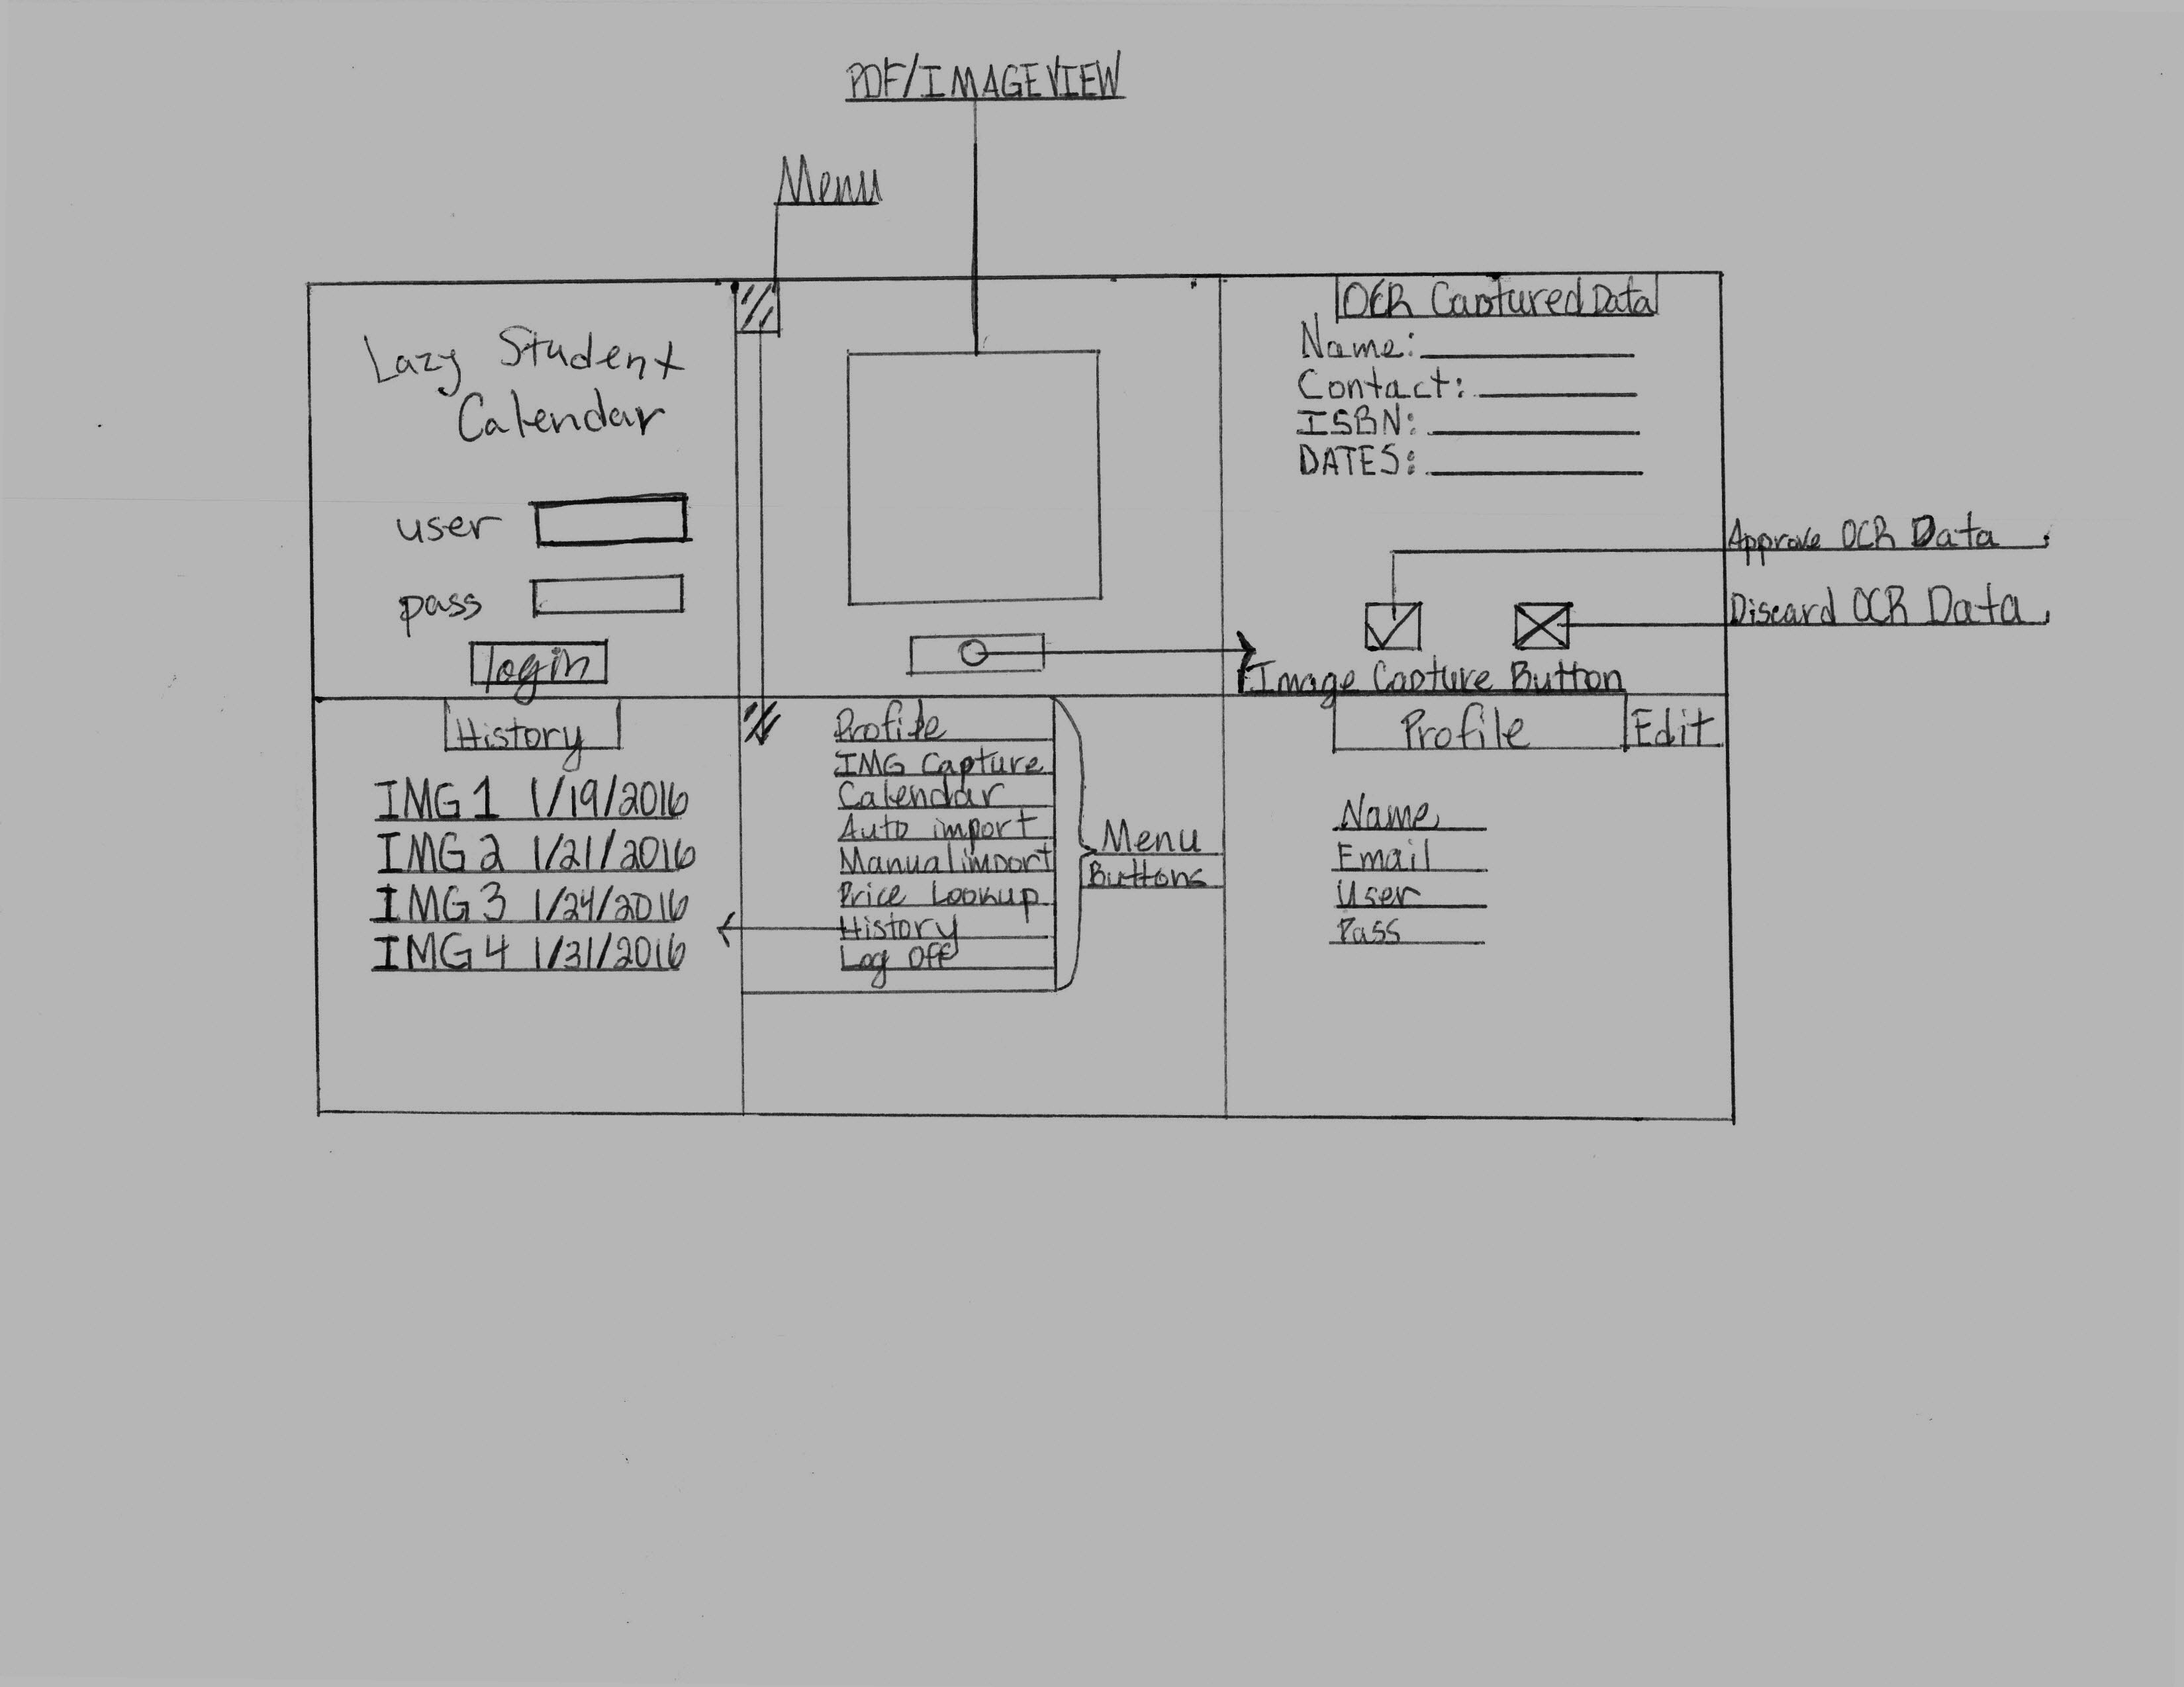 PDF/IMAGEVIEW
Menu
Lazy Student
Calendar
user
pass
login
OCR Captured Data
Name:
Contact:
ISBN:
DATES:
Approve OCR Data
Discard OCR Data
Image Capture Button
History
IMG 1 1/19/2016
IMG 2 1/21/2016
IMG 3 1/24/2016
IMG 4 1/31/2016
Profile
IMG Capture
Calendar
Auto import
Manual import
Price Lookup
History
Log Off
Menu
Buttons
Profile
Edit
Name
Email
User
Pass